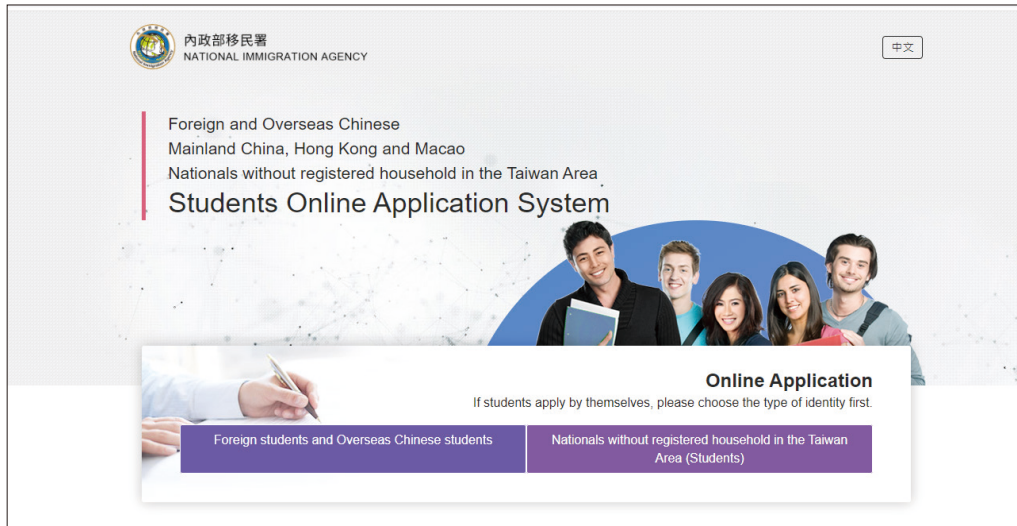 內政部移民署
NATIONAL IMMIGRATION AGENCY
中文
Foreign and Overseas Chinese
Mainland China, Hong Kong and Macao
Nationals without registered household in the Taiwan Area
Students Online Application System
Online Application
If students apply by themselves, please choose the type of identity first.
Foreign students and Overseas Chinese students
Nationals without registered household in the Taiwan
Area (Students)